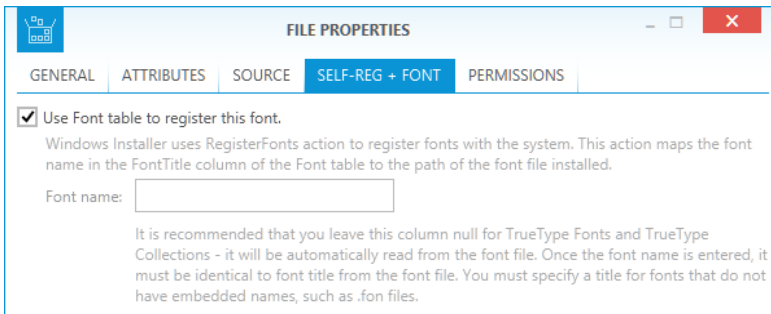 FILE PROPERTIES
GENERAL ATTRIBUTES SOURCE SELF-REG + FONT PERMISSIONS
Use Font table to register this font.
Windows Installer uses RegisterFonts action to register fonts with the system. This action maps the font
name in the FontTitle column of the Font table to the path of the font file installed.
Font name:
It is recommended that you leave this column null for TrueType Fonts and TrueType
Collections - it will be automatically read from the font file. Once the font name is entered, it
must be identical to font title from the font file. You must specify a title for fonts that do not
have embedded names, such as .fon files.